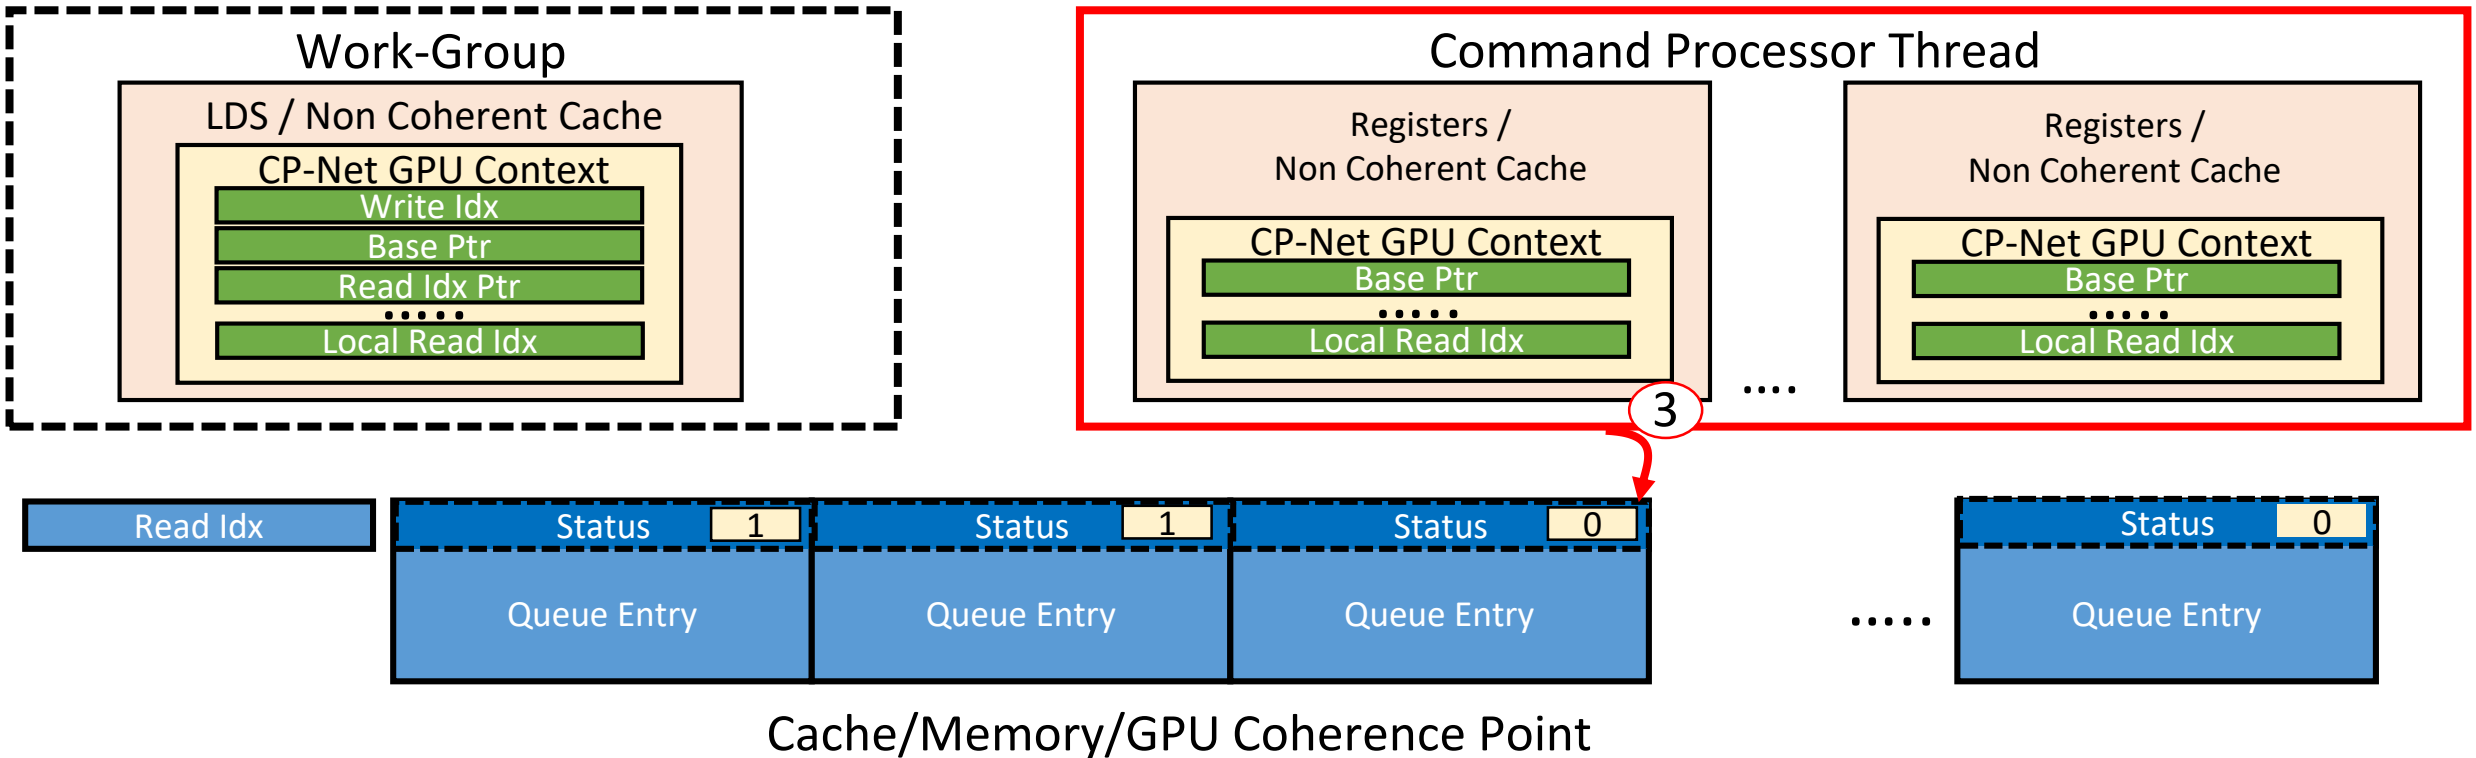 Work-Group
LDS / Non Coherent Cache
CP-Net GPU Context
Write Idx
Base Ptr
Read Idx Ptr
.....
Local Read Idx
Command Processor Thread
Registers /
Non Coherent Cache
CP-Net GPU Context
Base Ptr
.....
Local Read Idx
....
Registers /
Non Coherent Cache
CP-Net GPU Context
Base Ptr
.....
Local Read Idx
3
Read Idx
Status 1
Queue Entry
Status 1
Queue Entry
Status 0
Queue Entry
.....
Status 0
Queue Entry
Cache/Memory/GPU Coherence Point